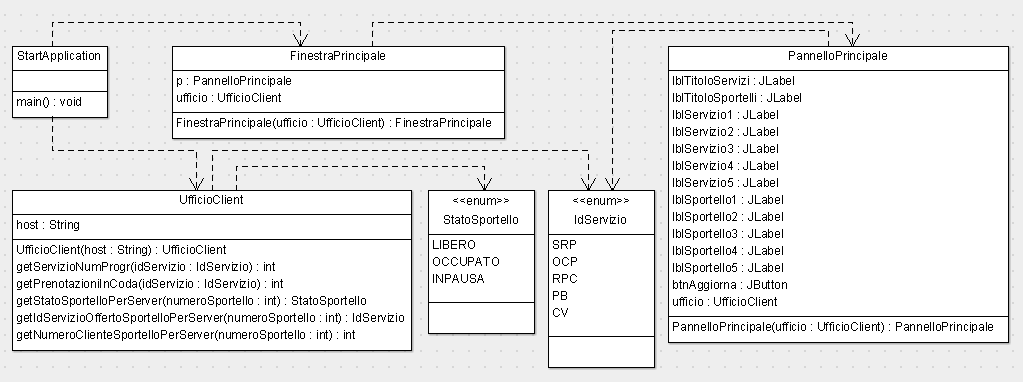 StartApplication
main() : void
FinestraPrincipale
p : PannelloPrincipale
ufficio : UfficioClient
FinestraPrincipale(ufficio : UfficioClient) : FinestraPrincipale
PannelloPrincipale
lblTitoloServizi : JLabel
lblTitoloSportelli : JLabel
lblServizio1 : JLabel
lblServizio2 : JLabel
lblServizio3 : JLabel
lblServizio4 : JLabel
lblServizio5 : JLabel
lblSportello1 : JLabel
lblSportello2 : JLabel
lblSportello3 : JLabel
lblSportello4 : JLabel
lblSportello5 : JLabel
btnAggiorna : JButton
ufficio : UfficioClient
PannelloPrincipale(ufficio : UfficioClient) : PannelloPrincipale
UfficioClient
host : String
UfficioClient(host : String) : UfficioClient
getServizioNumProgr(idServizio : IdServizio) : int
getPrenotazioniInCoda(idServizio : IdServizio) : int
getStatoSportelloPerServer(numeroSportello : int) : StatoSportello
getIdServizioOffertoSportelloPerServer(numeroSportello : int) : IdServizio
getNumeroClienteSportelloPerServer(numeroSportello : int) : int
<<enum>>
StatoSportello
LIBERO
OCCUPATO
INPAUSA
<<enum>>
IdServizio
SRP
OCP
RPC
PB
CV